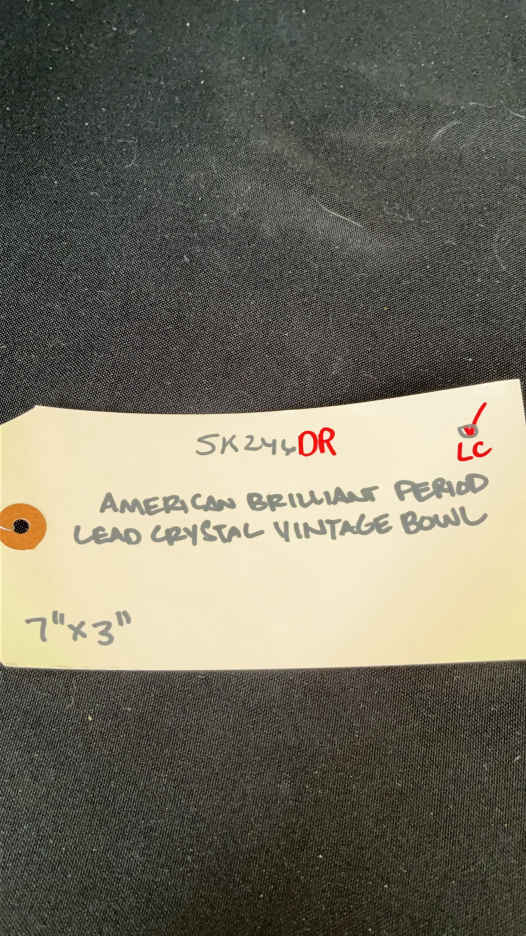 SK246DR
LC
AMERICAN BRILLIANT PERIOD
LEAD CRYSTAL VINTAGE BOWL
7"x3"